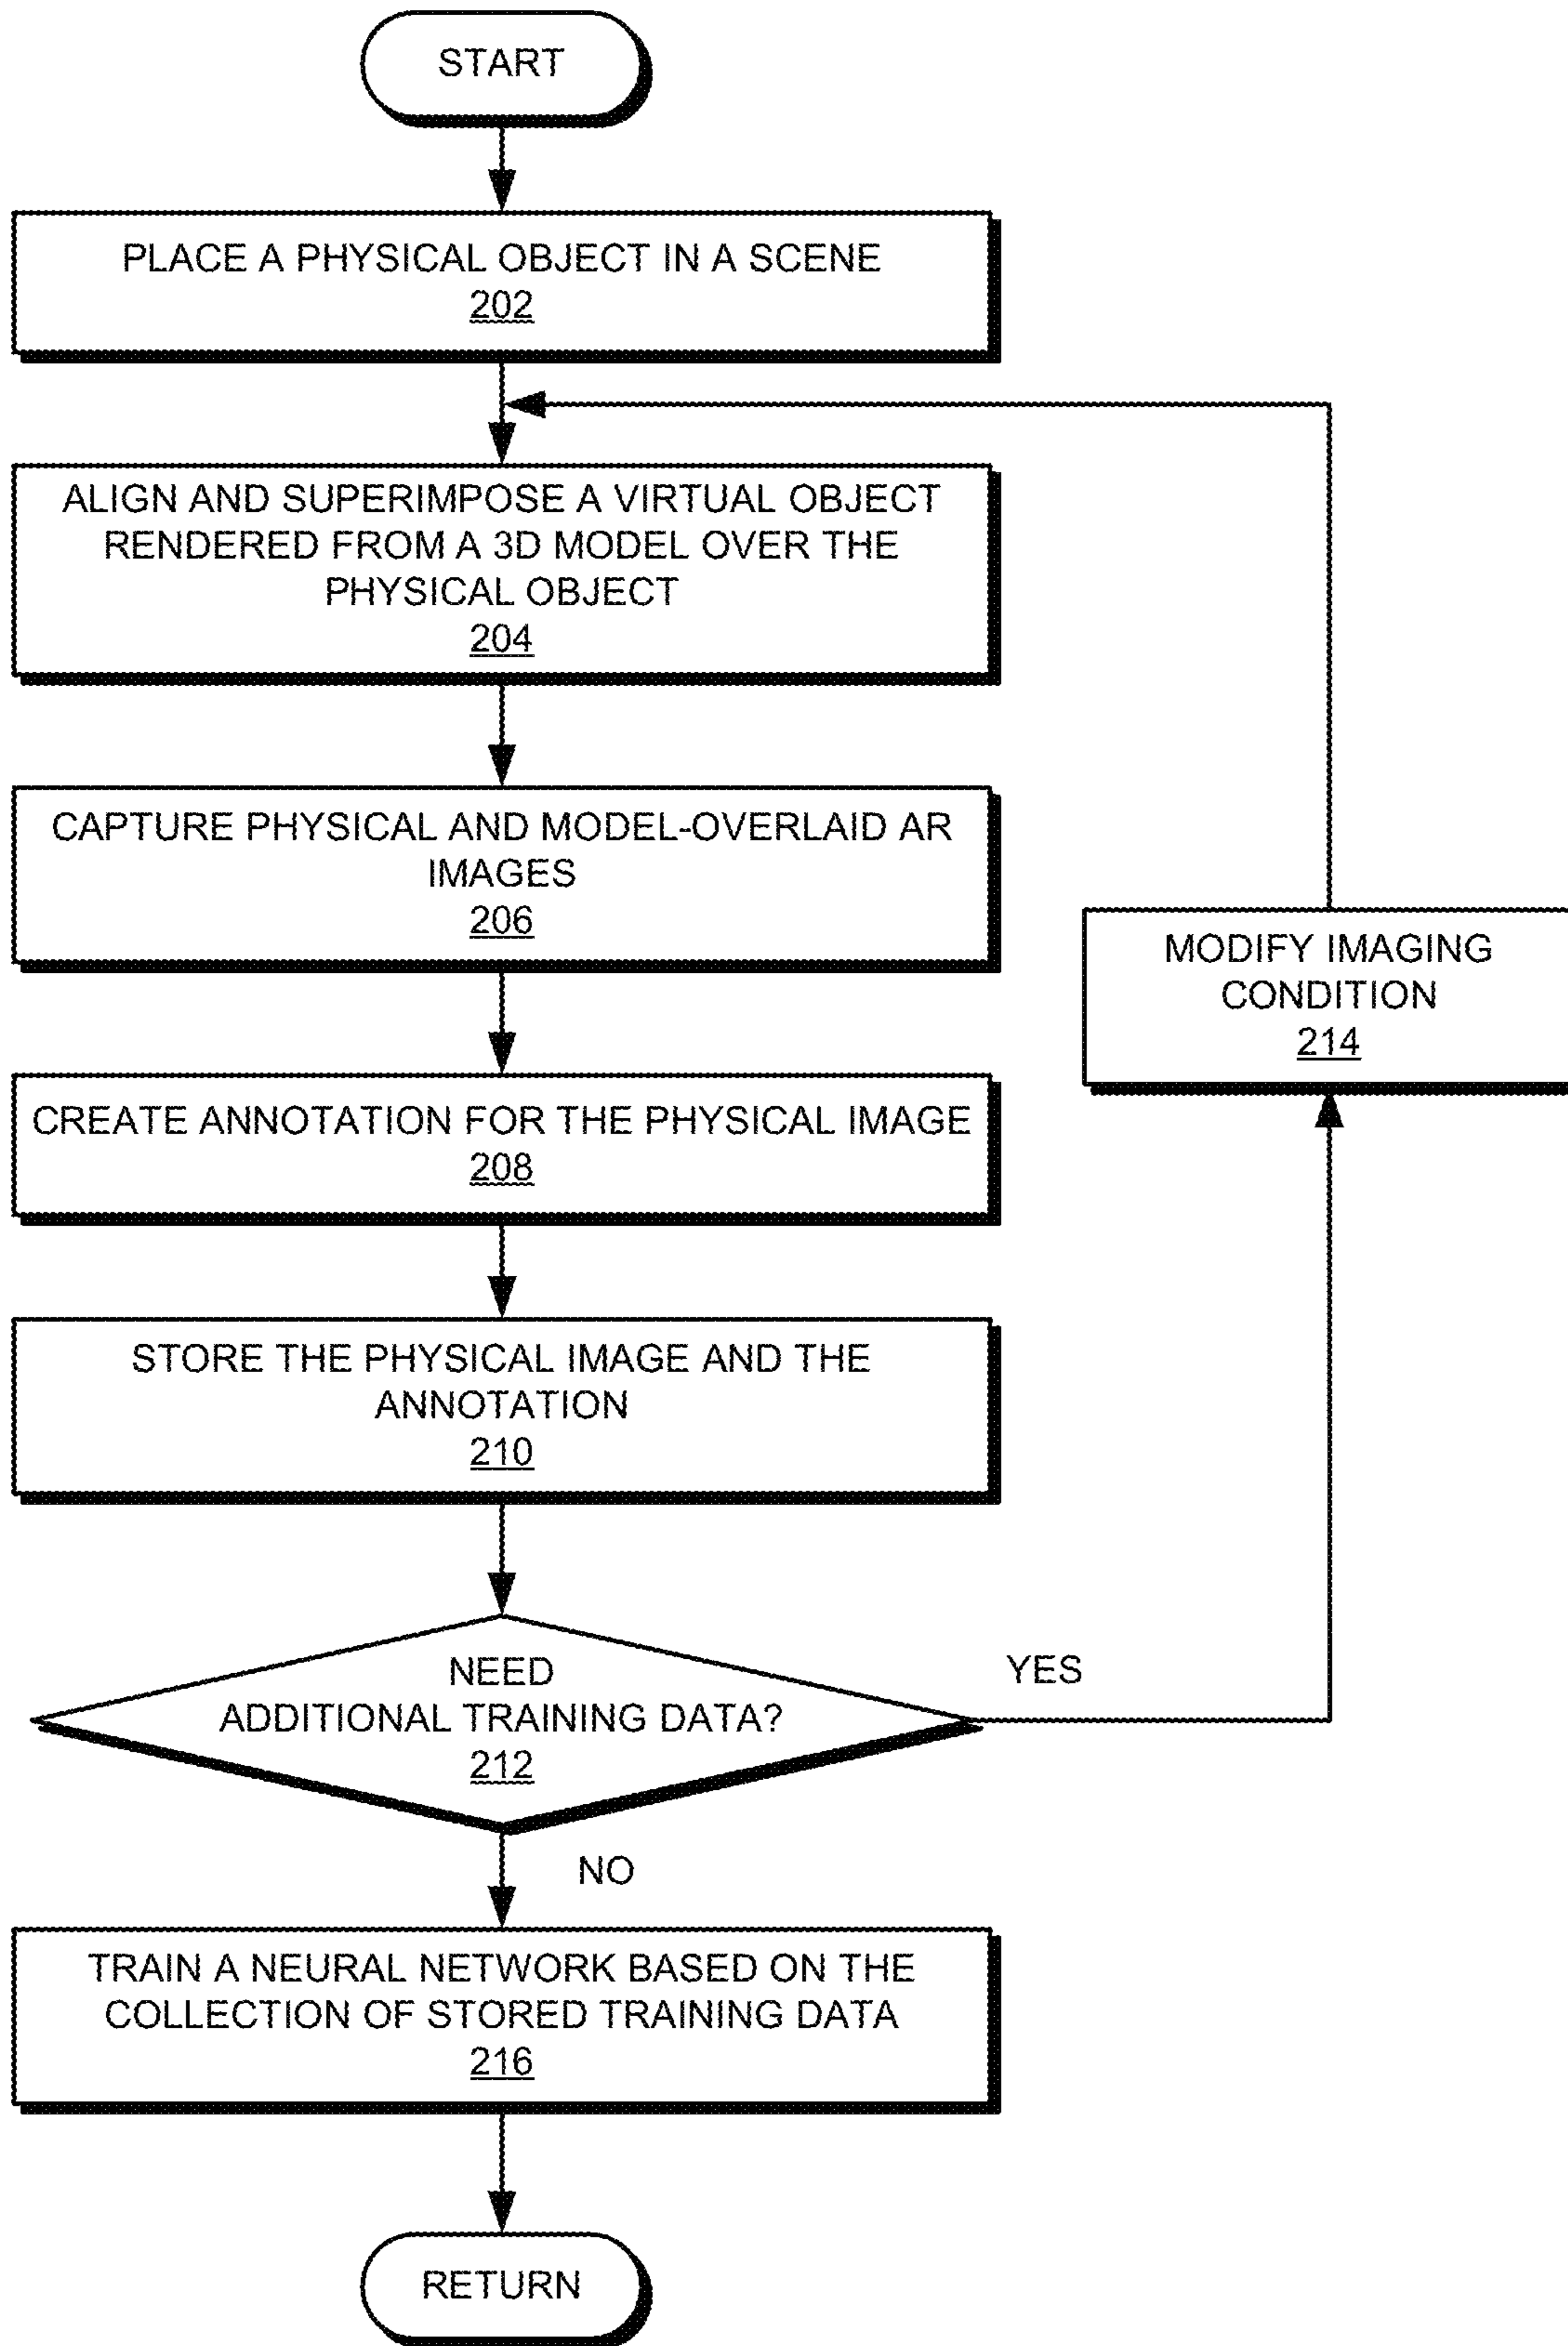 START
PLACE A PHYSICAL OBJECT IN A SCENE
202
ALIGN AND SUPERIMPOSE A VIRTUAL OBJECT
RENDERED FROM A 3D MODEL OVER THE
PHYSICAL OBJECT
204
CAPTURE PHYSICAL AND MODEL-OVERLAID AR
IMAGES
206
MODIFY IMAGING
CONDITION
214
CREATE ANNOTATION FOR THE PHYSICAL IMAGE
208
STORE THE PHYSICAL IMAGE AND THE
ANNOTATION
210
NEED
ADDITIONAL TRAINING DATA?
212
YES
NO
TRAIN A NEURAL NETWORK BASED ON THE
COLLECTION OF STORED TRAINING DATA
216
RETURN